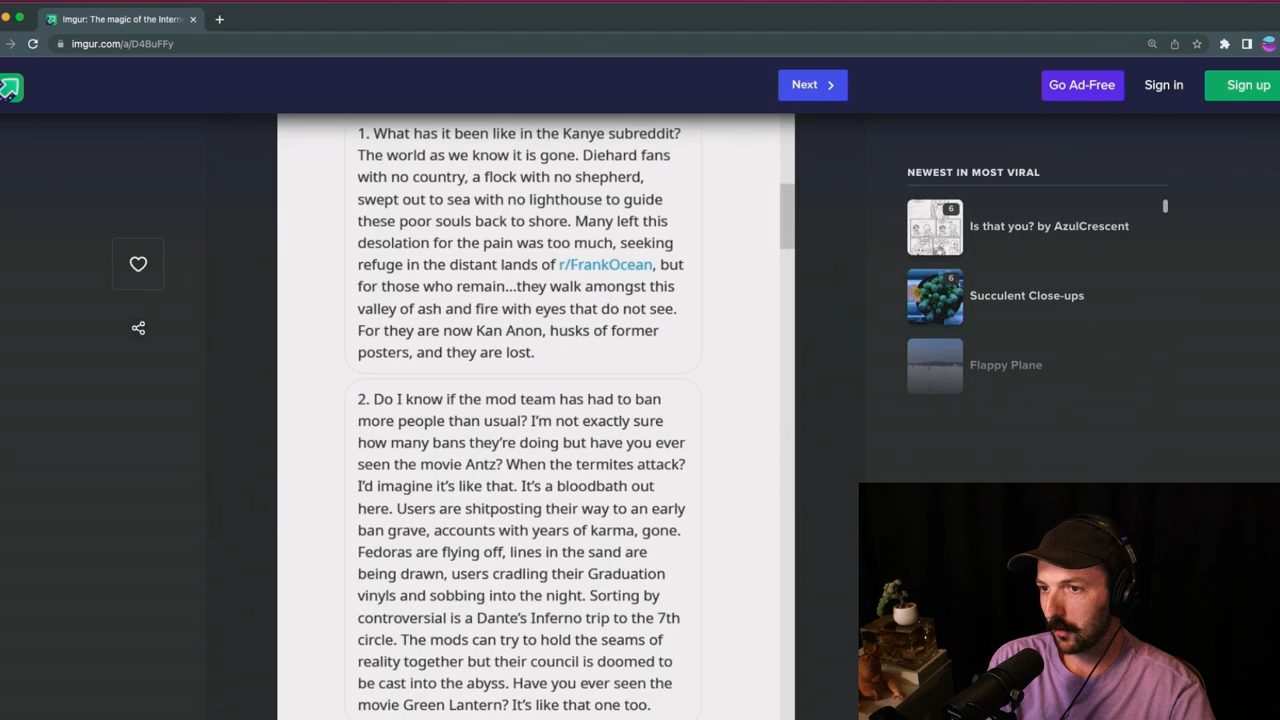 Imgur: The magic of the Intern
imgur.com/a/D4BuFFy
Next
Go Ad-Free
Sign in
Sign up
1. What has it been like in the Kanye subreddit?
The world as we know it is gone. Diehard fans
with no country, a flock with no shepherd,
swept out to sea with no lighthouse to guide
these poor souls back to shore. Many left this
desolation for the pain was too much, seeking
refuge in the distant lands of r/FrankOcean, but
for those who remain...they walk amongst this
valley of ash and fire with eyes that do not see.
For they are now Kan Anon, husks of former
posters, and they are lost.
2. Do I know if the mod team has had to ban
more people than usual? I'm not exactly sure
how many bans they're doing but have you ever
seen the movie Antz? When the termites attack?
I'd imagine it's like that. It's a bloodbath out
here. Users are shitposting their way to an early
ban grave, accounts with years of karma, gone.
Fedoras are flying off, lines in the sand are
being drawn, users cradling their Graduation
vinyls and sobbing into the night. Sorting by
controversial is a Dante's Inferno trip to the 7th
circle. The mods can try to hold the seams of
reality together but their council is doomed to
be cast into the abyss. Have you ever seen the
movie Green Lantern? It's like that one too.
NEWEST IN MOST VIRAL
6
Is that you? by AzulCrescent
6
Succulent Close-ups
Flappy Plane